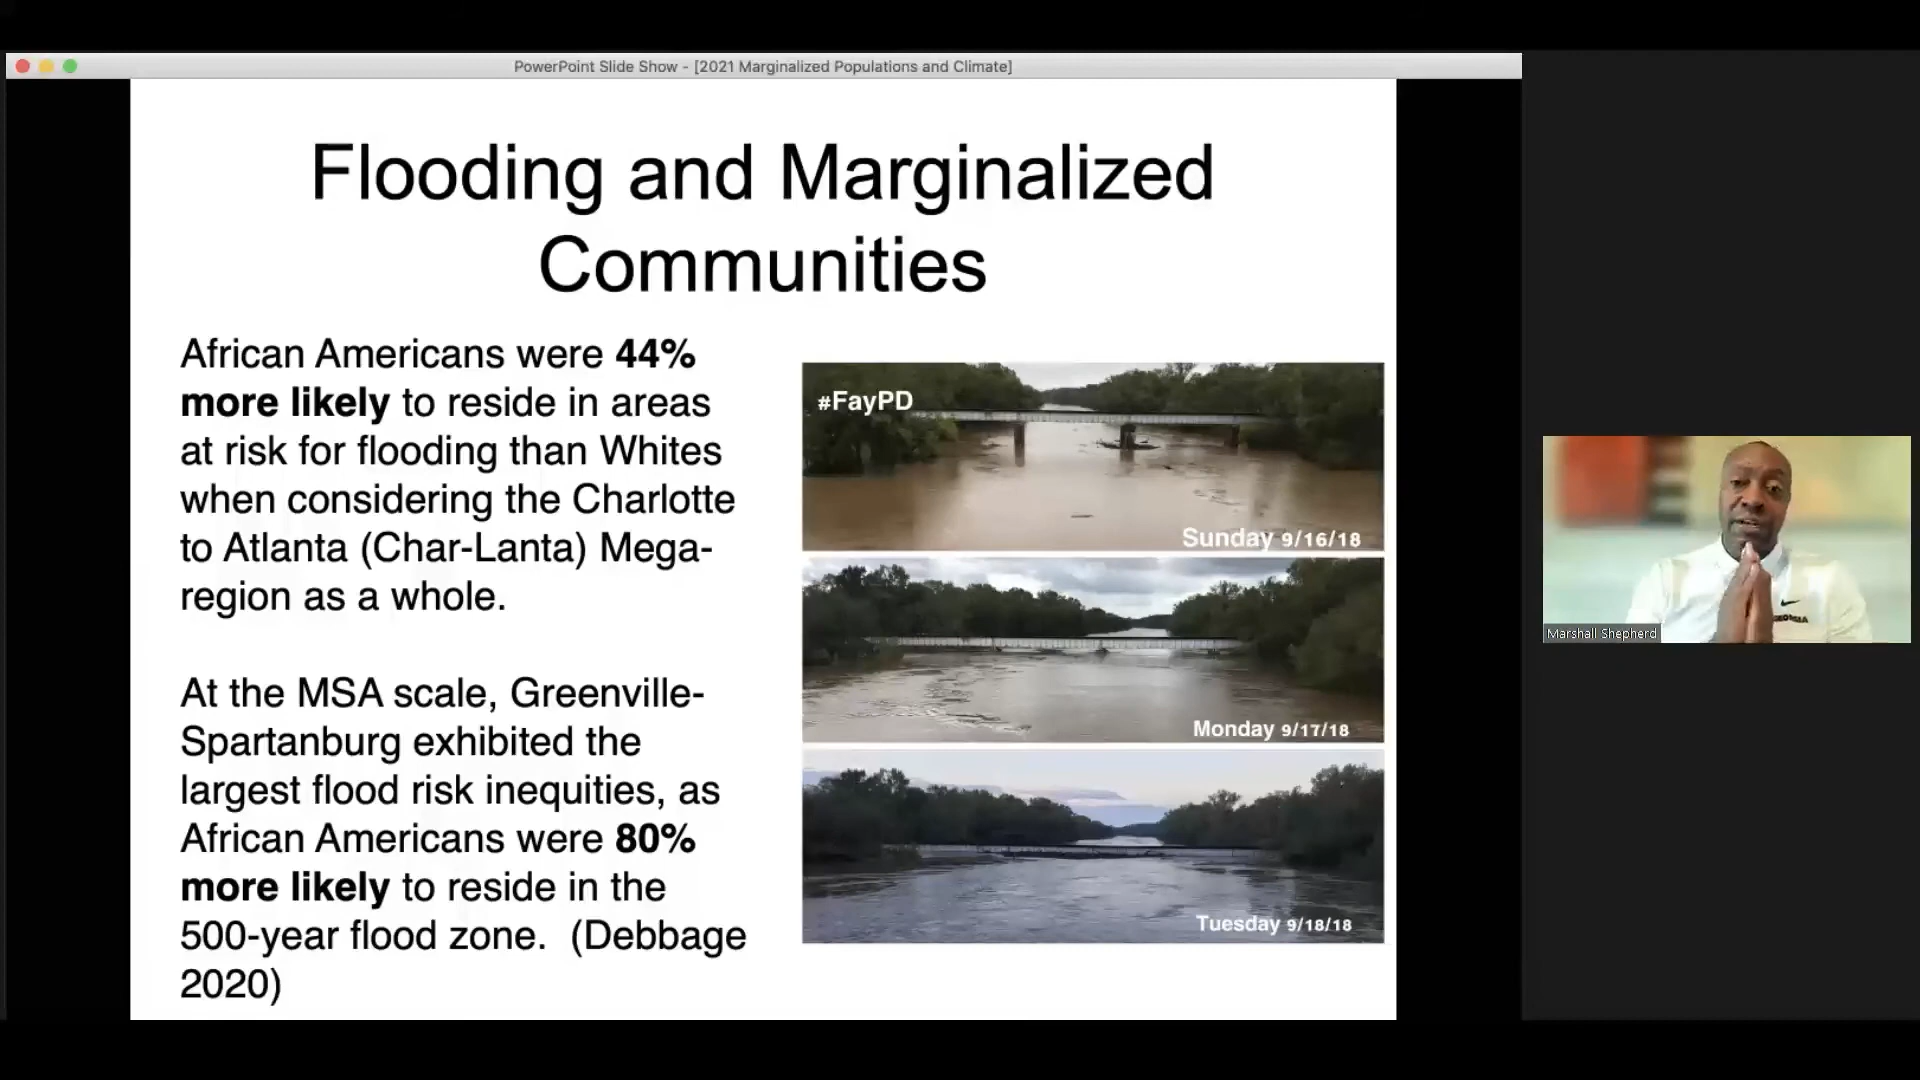 PowerPoint Slide Show - [2021 Marginalized Populations and Climate]
Flooding and Marginalized
Communities
African Americans were 44%
more likely to reside in areas
at risk for flooding than Whites
when considering the Charlotte
to Atlanta (Char-Lanta) Mega-
region as a whole.
At the MSA scale, Greenville-
Spartanburg exhibited the
largest flood risk inequities, as
African Americans were 80%
more likely to reside in the
500-year flood zone.  (Debbage
2020)
#FayPD
Sunday 9/16/18
Monday 9/17/18
Tuesday 9/18/18
Marshall Shepherd